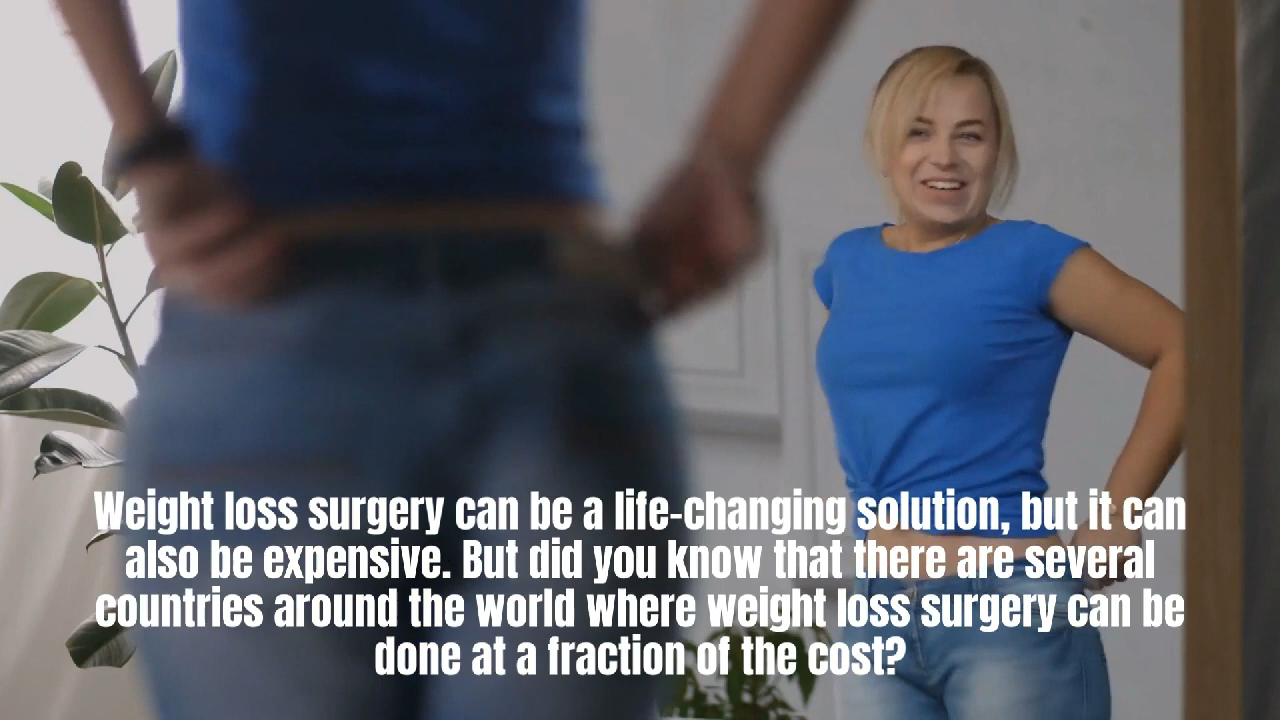 Weight loss surgery can be a life-changing solution, but it can
also be expensive. But did you know that there are several
countries around the world where weight loss surgery can be
done at a fraction of the cost?